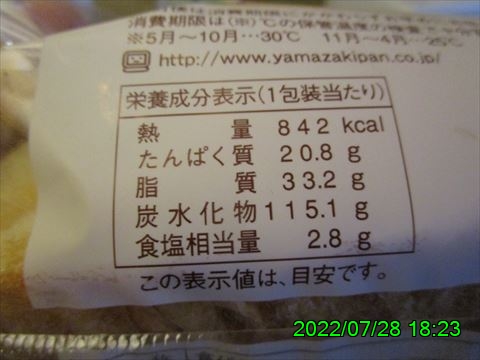 消費期限は(※)での保
※5月～10月…30℃ 11月～4月…25℃
http://www.yamazakipan.co.jp/
栄養成分表示(1包装当たり)
熱量 842 kcal
たんぱく質 20.8 g
脂質 33.2 g
炭水化物 115.1 g
食塩相当量 2.8 g
この表示値は、目安です。
2022/07/28 18:23